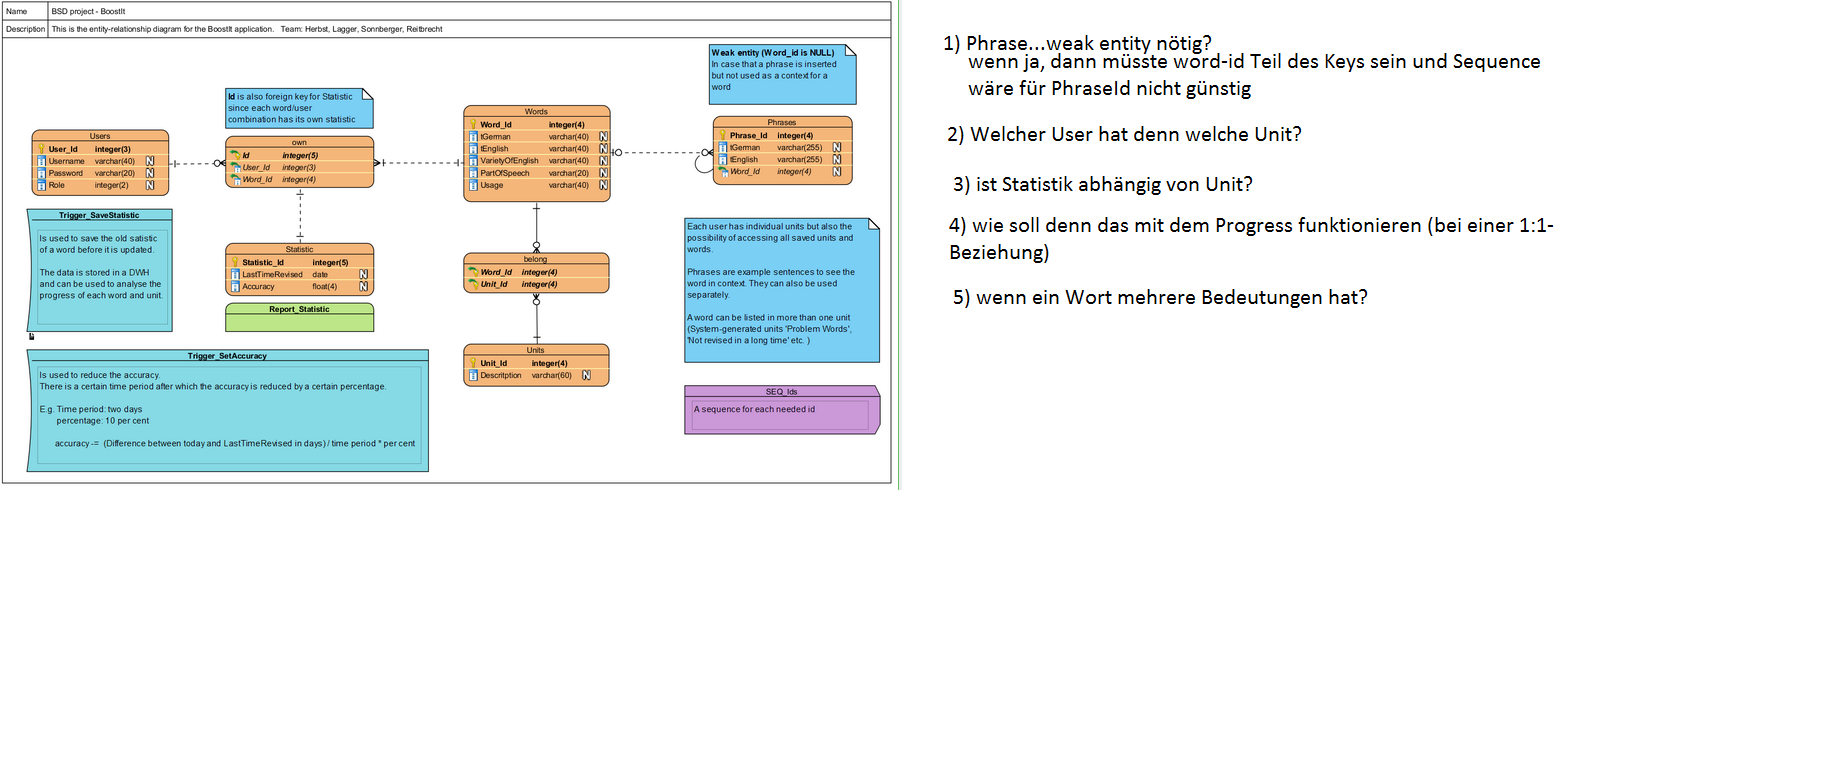 Name BSD project - BoostIt
Description This is the entity-relationship diagram for the BoostIt application. Team: Herbst, Lagger, Sonnberger, Reitbrecht
Weak entity (Word_id is NULL)
In case that a phrase is inserted
but not used as a context for a
word
Id is also foreign key for Statistic
since each word/user
combination has its own statistic
Users
User_Id integer(3)
Username varchar(40) N
Password varchar(20) N
Role integer(2) N
own
Id integer(5)
User_Id integer(3)
Word_Id integer(4)
Words
Word_Id integer(4)
tGerman varchar(40) N
tEnglish varchar(40) N
VarietyOfEnglish varchar(40) N
PartOfSpeech varchar(20) N
Usage varchar(40) N
Phrases
Phrase_Id integer(4)
tGerman varchar(255) N
tEnglish varchar(255) N
Word_Id integer(4) N
Trigger_SaveStatistic
Is used to save the old satistic
of a word before it is updated.
The data is stored in a DWH
and can be used to analyse the
progress of each word and unit.
Statistic
Statistic_Id integer(5)
LastTimeRevised date N
Accuracy float(4) N
Report_Statistic
belong
Word_Id integer(4)
Unit_Id integer(4)
Units
Unit_Id integer(4)
Descritption varchar(60) N
Each user has individual units but also the
possibility of accessing all saved units and
words.
Phrases are example sentences to see the
word in context. They can also be used
separately.
A word can be listed in more than one unit
(System-generated units 'Problem Words',
'Not revised in a long time' etc. )
Trigger_SetAccuracy
Is used to reduce the accuracy.
There is a certain time period after which the accuracy is reduced by a certain percentage.
E.g. Time period: two days
percentage: 10 per cent
accuracy -= (Difference between today and LastTimeRevised in days) / time period * per cent
SEQ_Ids
A sequence for each needed id
1) Phrase...weak entity nötig?
wenn ja, dann müsste word-id Teil des Keys sein und Sequence
wäre für PhraseId nicht günstig
2) Welcher User hat denn welche Unit?
3) ist Statistik abhängig von Unit?
4) wie soll denn das mit dem Progress funktionieren (bei einer 1:1-
Beziehung)
5) wenn ein Wort mehrere Bedeutungen hat?